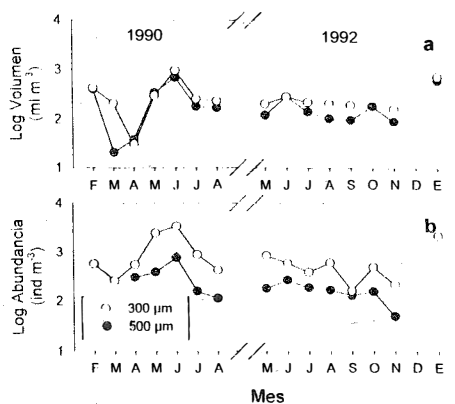 1990 1992 a
Log Volumen
(ml m⁻³)
4
3
2
1
F M A M J J A M J J A S O N D E
b
Log Abundancia
(ind m⁻³)
4
3
2
1
300 µm
500 µm
F M A M J J A M J J A S O N D E
Mes